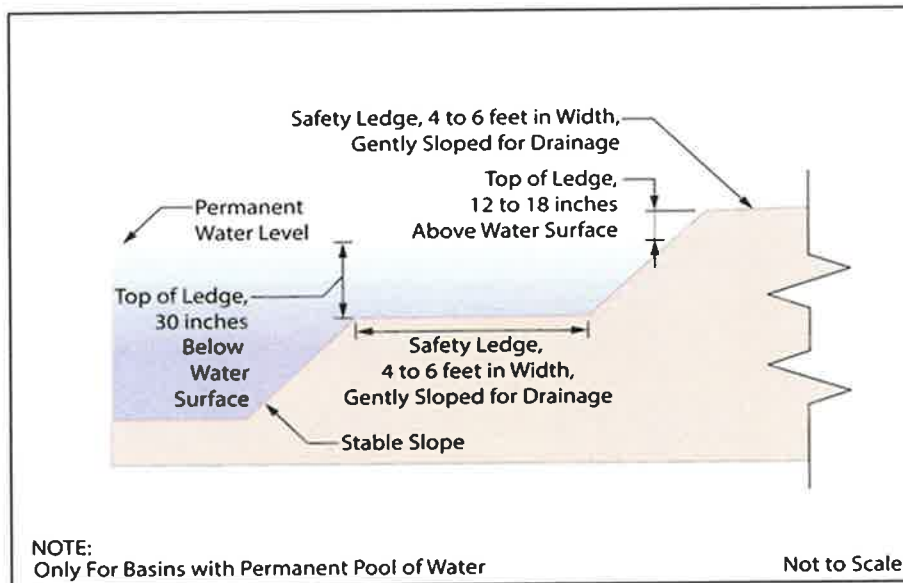 Safety Ledge, 4 to 6 feet in Width,
Gently Sloped for Drainage
Top of Ledge,
12 to 18 inches
Above Water Surface
Permanent
Water Level
Top of Ledge,
30 inches
Below
Water
Surface
Safety Ledge,
4 to 6 feet in Width,
Gently Sloped for Drainage
Stable Slope
NOTE:
Only For Basins with Permanent Pool of Water
Not to Scale